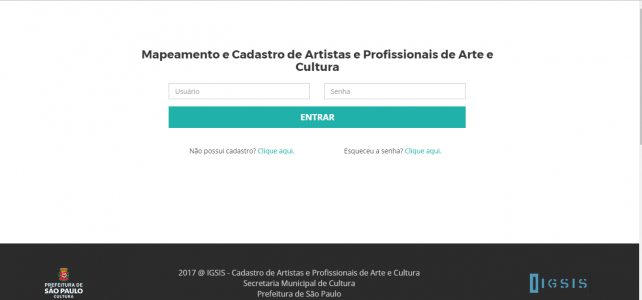 Mapeamento e Cadastro de Artistas e Profissionais de Arte e
Cultura
Usuário
Senha
ENTRAR
Não possui cadastro? Clique aqui.
Esqueceu a senha? Clique aqui.
PREFEITURA DE
SÃO PAULO
CULTURA
2017 @ IGSIS - Cadastro de Artistas e Profissionais de Arte e Cultura
Secretaria Municipal de Cultura
Prefeitura de São Paulo
IGSIS